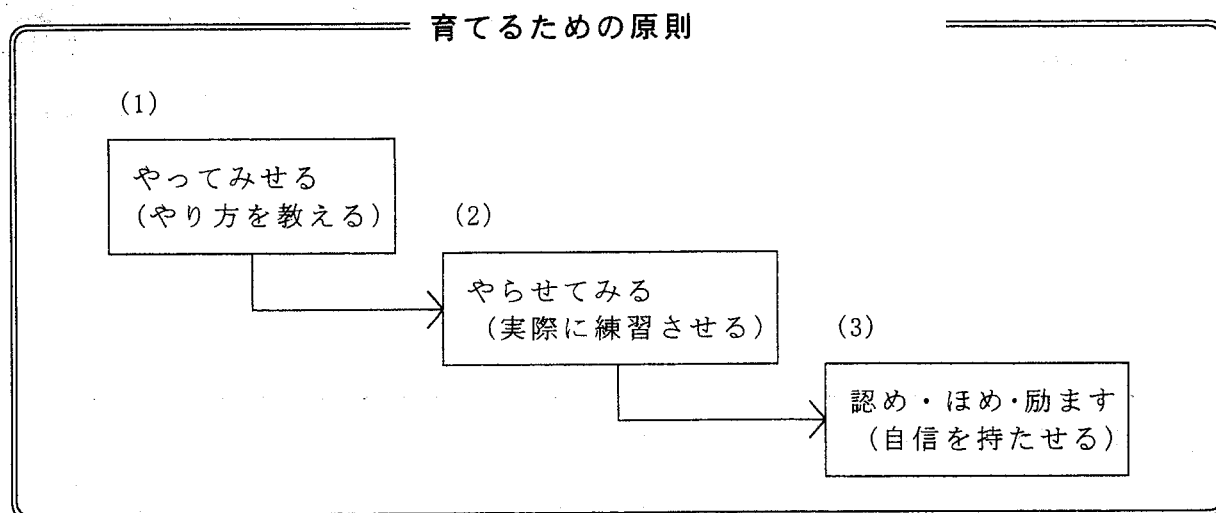 育てるための原則
(1)
やってみせる
(やり方を教える)
(2)
やらせてみる
(実際に練習させる)
(3)
認め・ほめ・励ます
(自信を持たせる)